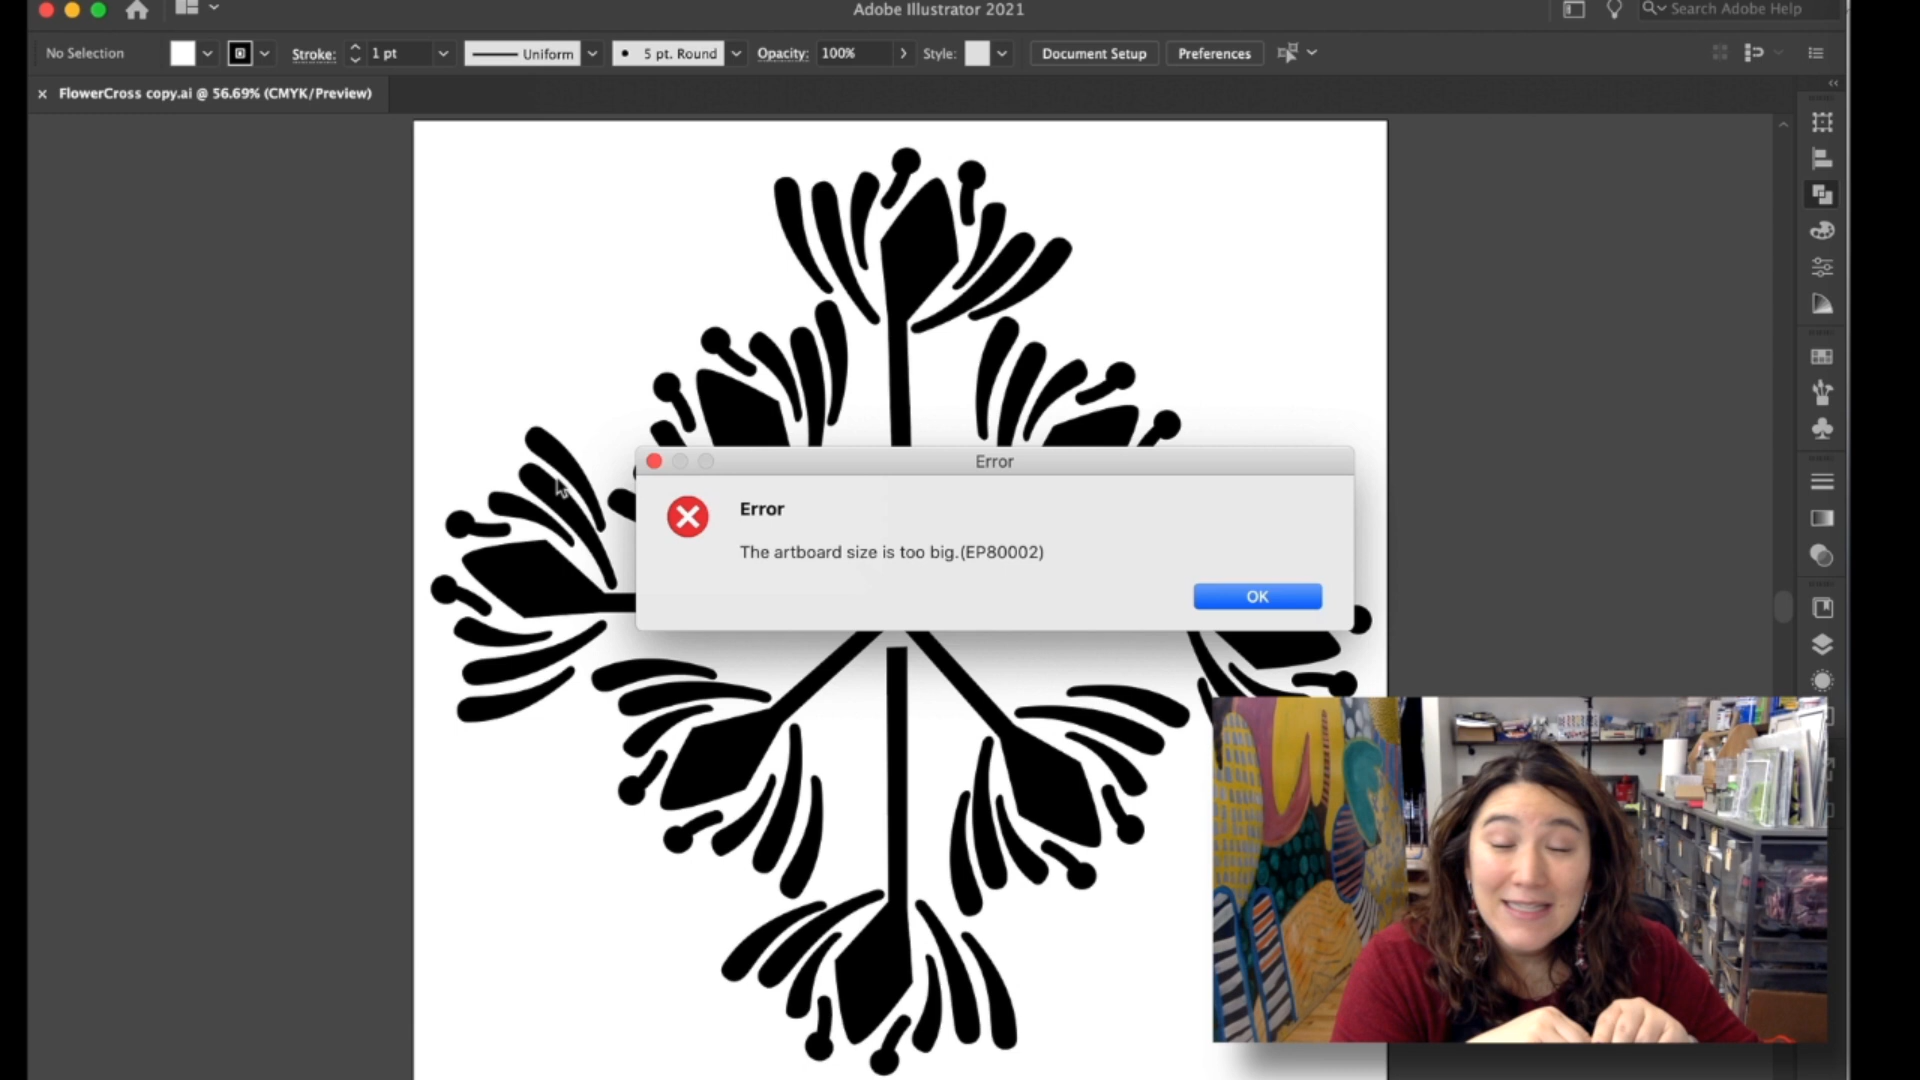 Adobe Illustrator 2021
Search Adobe Help
No Selection
Stroke:
1 pt
Uniform
5 pt. Round
Opacity:
100%
Style:
Document Setup
Preferences
FlowerCross copy.ai @ 56.69% (CMYK/Preview)
Error
Error
The artboard size is too big.(EP80002)
OK